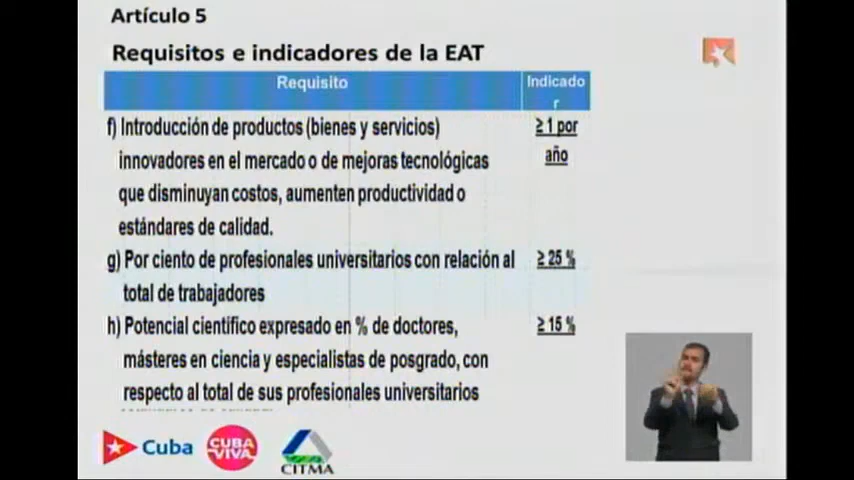 Artículo 5
Requisitos e indicadores de la EAT
Requisito
Indicado
r
f) Introducción de productos (bienes y servicios)
innovadores en el mercado o de mejoras tecnológicas
que disminuyan costos, aumenten productividad o
estándares de calidad.
≥ 1 por
año
g) Por ciento de profesionales universitarios con relación al
total de trabajadores
≥ 25 %
h) Potencial científico expresado en % de doctores,
másteres en ciencia y especialistas de posgrado, con
respecto al total de sus profesionales universitarios
≥ 15 %
Cuba
CUBA
VIVA
CITMA